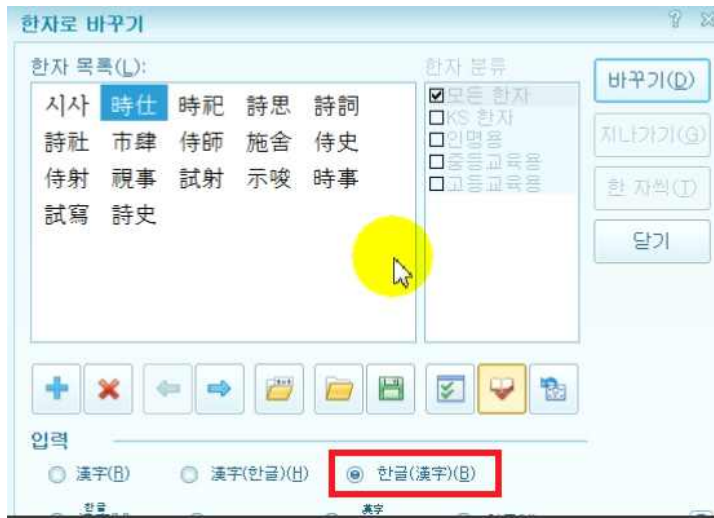 한자로 바꾸기
한자 목록(L):
시사 時仕 時祀 詩思 詩詞
詩社 市肆 侍師 施舍 侍史
侍射 視事 試射 示唆 時事
試寫 詩史
한자 분류
모든 한자
KS 한자
인명용
중등교육용
고등교육용
바꾸기(D)
지나가기(G)
한 자씩(T)
닫기
입력
漢字(R) 漢字(한글)(H) 한글(漢字)(B)
한글 漢字